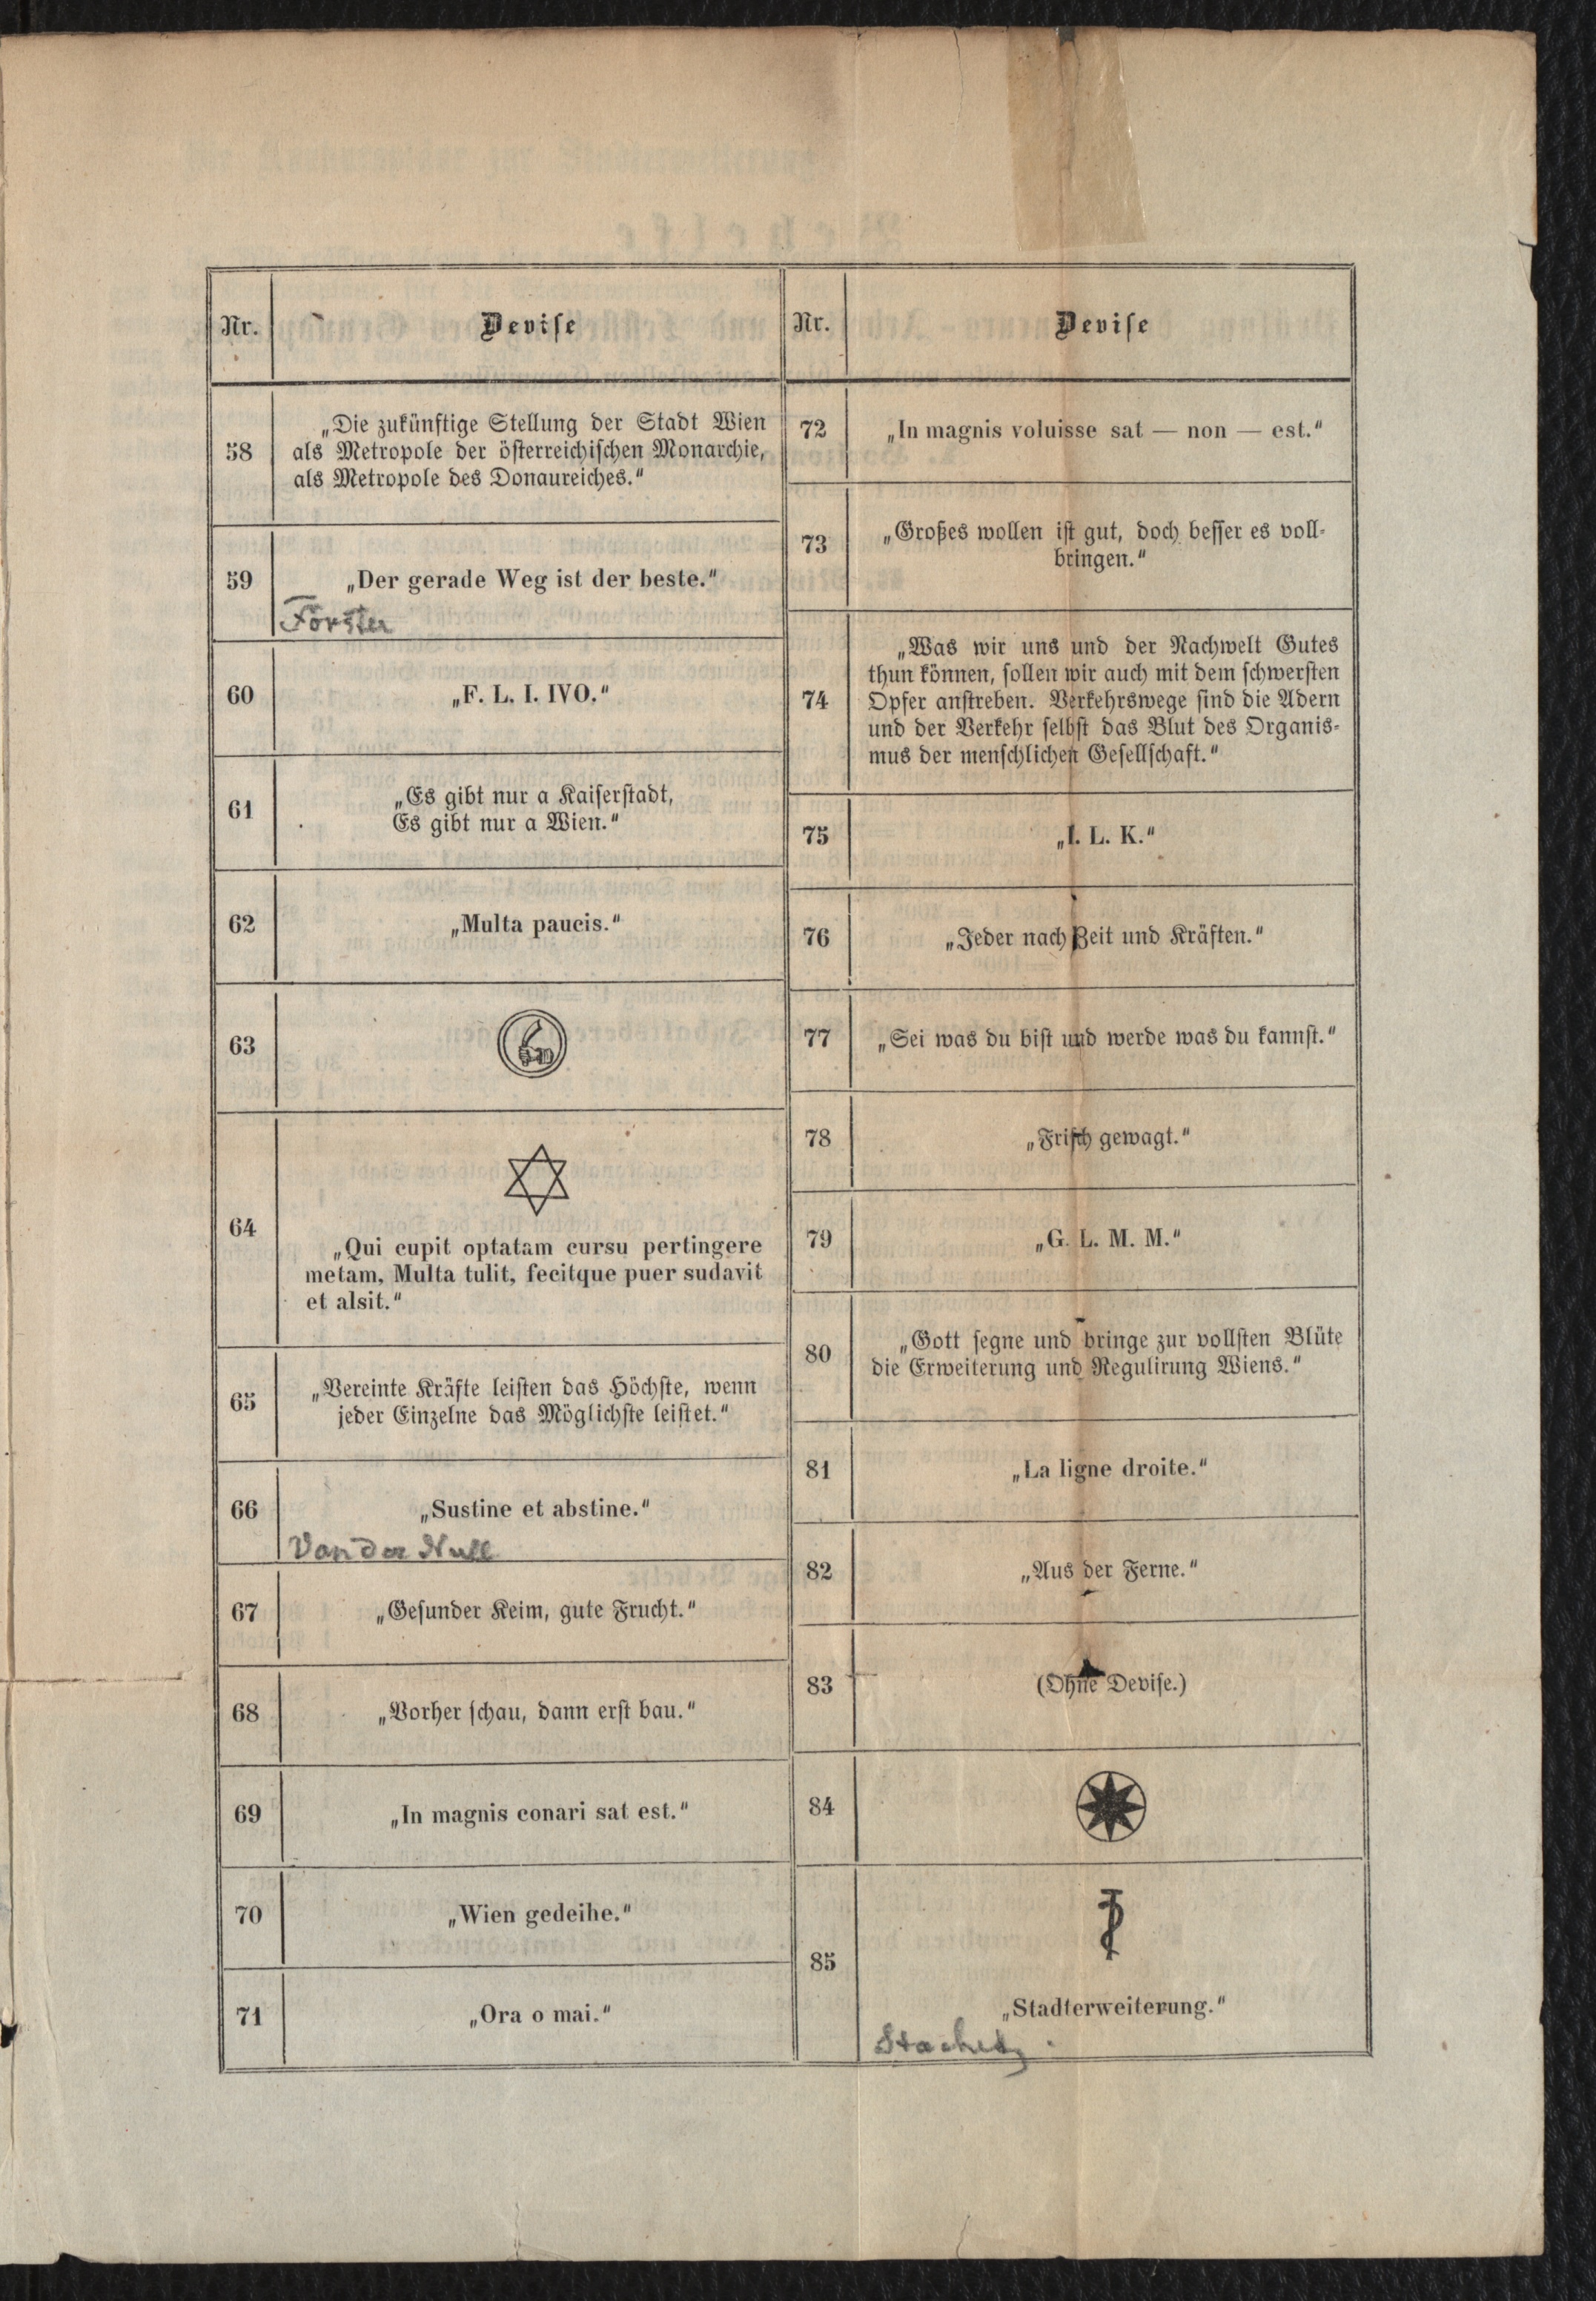 Nr.
Devise
58
„Die zukünftige Stellung der Stadt Wien
als Metropole der österreichischen Monarchie,
als Metropole des Donaureiches.“
59
„Der gerade Weg ist der beste.“
Förster
60
„F. L. I. IVO.“
61
„Es gibt nur a Kaiserstadt,
Es gibt nur a Wien.“
62
„Multa paucis.“
63
64
„Qui cupit optatam cursu pertingere
metam, Multa tulit, fecitque puer sudavit
et alsit.“
65
„Vereinte Kräfte leisten das Höchste, wenn
jeder Einzelne das Möglichste leistet.“
66
„Sustine et abstine.“
Van der Null
67
„Gesunder Keim, gute Frucht.“
68
„Vorher schau, dann erst bau.“
69
„In magnis conari sat est.“
70
„Wien gedeihe.“
71
„Ora o mai.“
Nr.
Devise
72
„In magnis voluisse sat — non — est.“
73
„Großes wollen ist gut, doch besser es voll-
bringen.“
74
„Was wir uns und der Nachwelt Gutes
thun können, sollen wir auch mit dem schwersten
Opfer anstreben. Verkehrswege sind die Adern
und der Verkehr selbst das Blut des Organis-
mus der menschlichen Gesellschaft.“
75
„I. L. K.“
76
„Jeder nach Zeit und Kräften.“
77
„Sei was du bist und werde was du kannst.“
78
„Frisch gewagt.“
79
„G. L. M. M.“
80
„Gott segne und bringe zur vollsten Blüte
die Erweiterung und Regulirung Wiens.“
81
„La ligne droite.“
82
„Aus der Ferne.“
83
(Ohne Devise.)
84
85
„Stadterweiterung.“